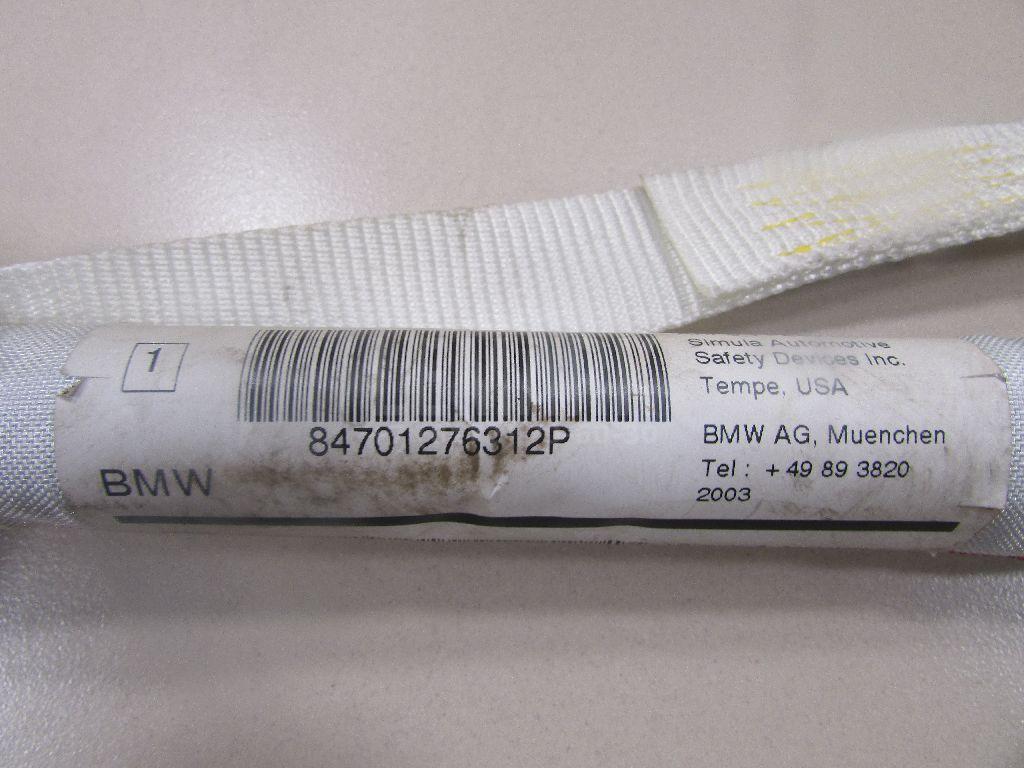 1
84701276312P
BMW
Simula Automotive
Safety Devices Inc.
Tempe, USA
BMW AG, Muenchen
Tel : + 49 89 3820
2003